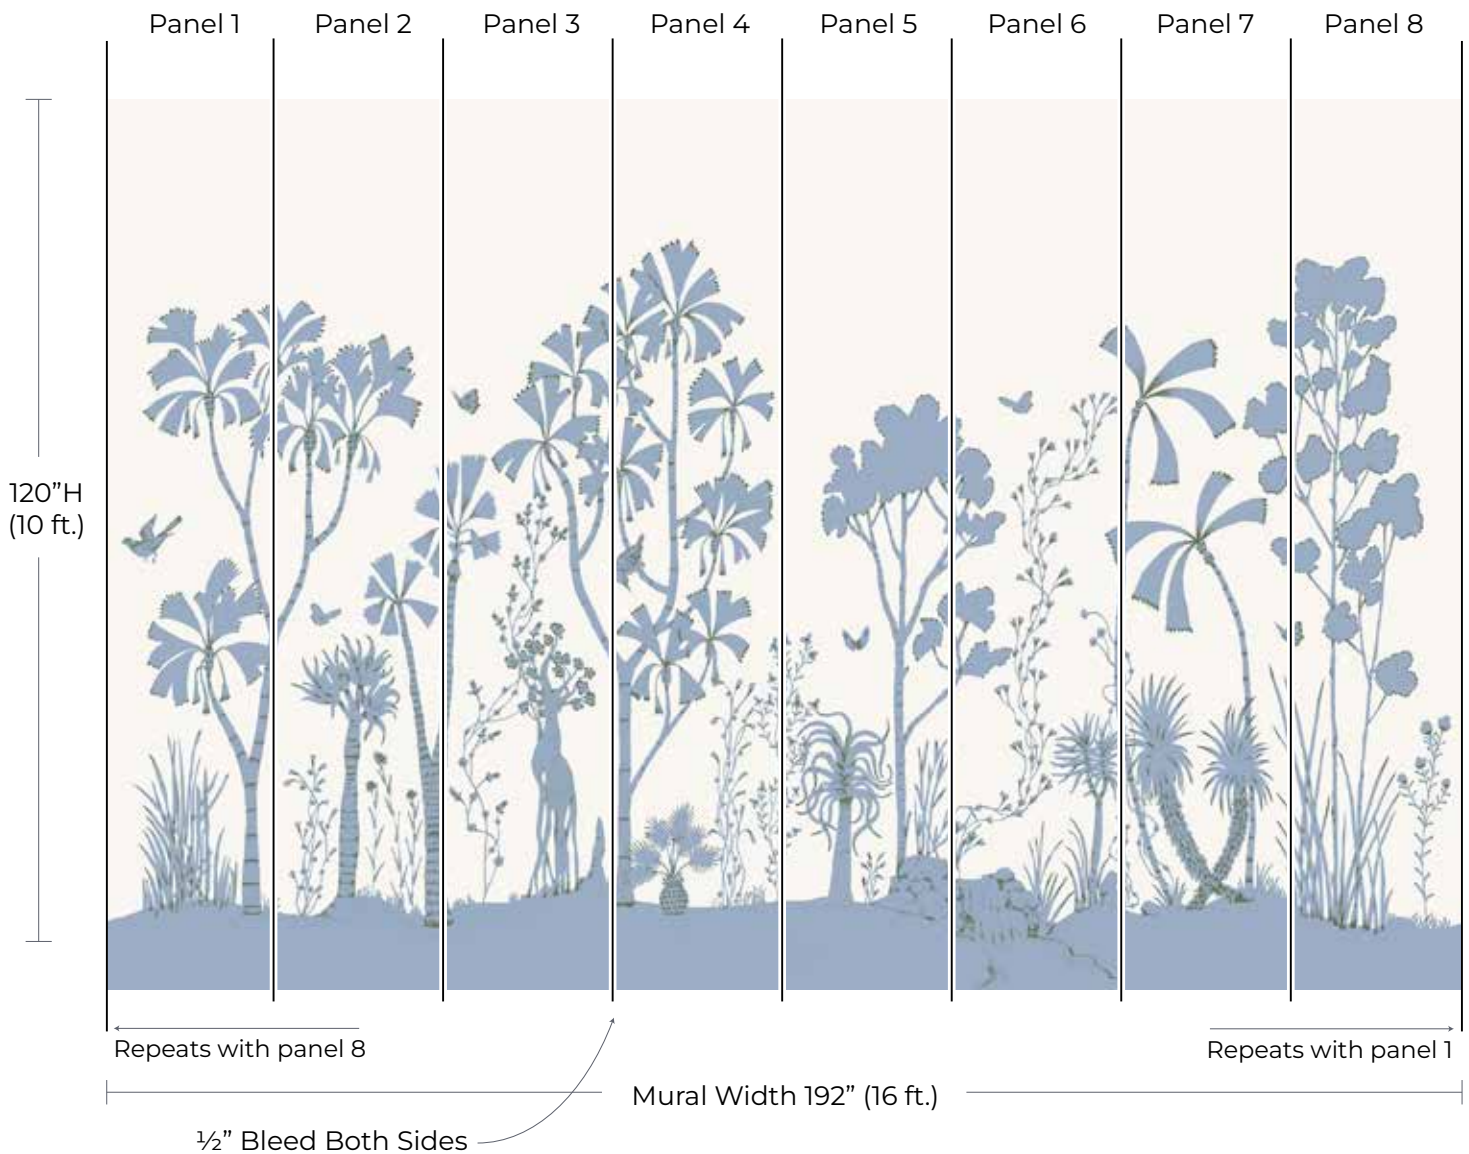 Panel 1
Panel 2
Panel 3
Panel 4
Panel 5
Panel 6
Panel 7
Panel 8
120”H
(10 ft.)
Repeats with panel 8
Repeats with panel 1
Mural Width 192” (16 ft.)
½” Bleed Both Sides